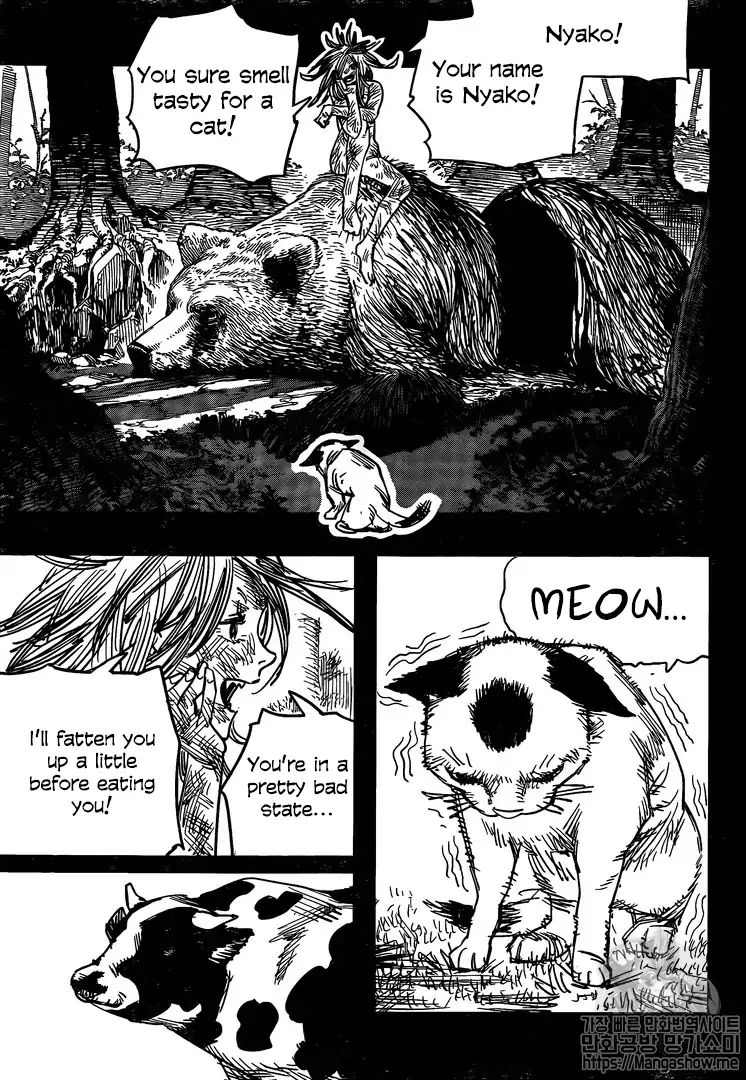 Nyako!
Your name
is Nyako!
You sure smell
tasty for a
cat!
MEOW...
You're in a
pretty bad
state...
I'll fatten you
up a little
before eating
you!
가장 빠른 만화번역사이트
만화공방 망가쇼미
https://Mangashow.me